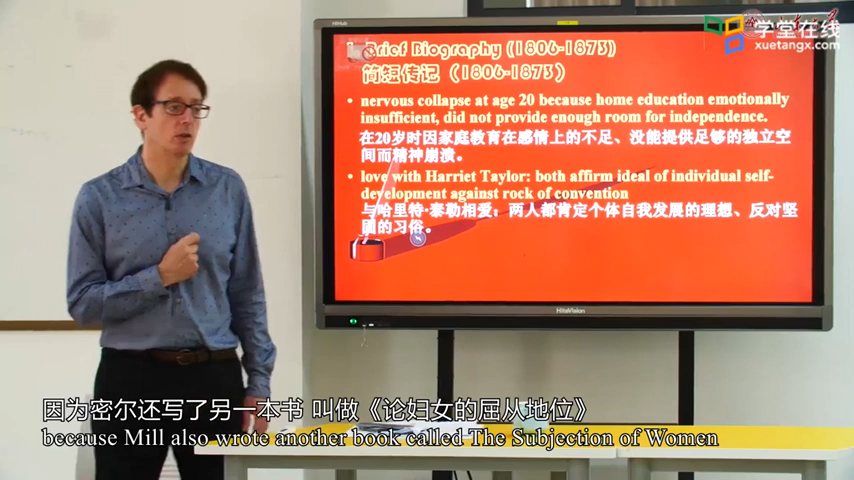 HiteVision
学堂在线
xuetangx.com
Brief Biography (1806-1873)
简短传记（1806-1873）
• nervous collapse at age 20 because home education emotionally
insufficient, did not provide enough room for independence.
在20岁时因家庭教育在感情上的不足、没能提供足够的独立空
间而精神崩溃。
• love with Harriet Taylor: both affirm ideal of individual self-
development against rock of convention
与哈里特·泰勒相爱：两人都肯定个体自我发展的理想、反对坚
固的习俗。
HiteVision
因为密尔还写了另一本书 叫做《论妇女的屈从地位》
because Mill also wrote another book called The Subjection of Women